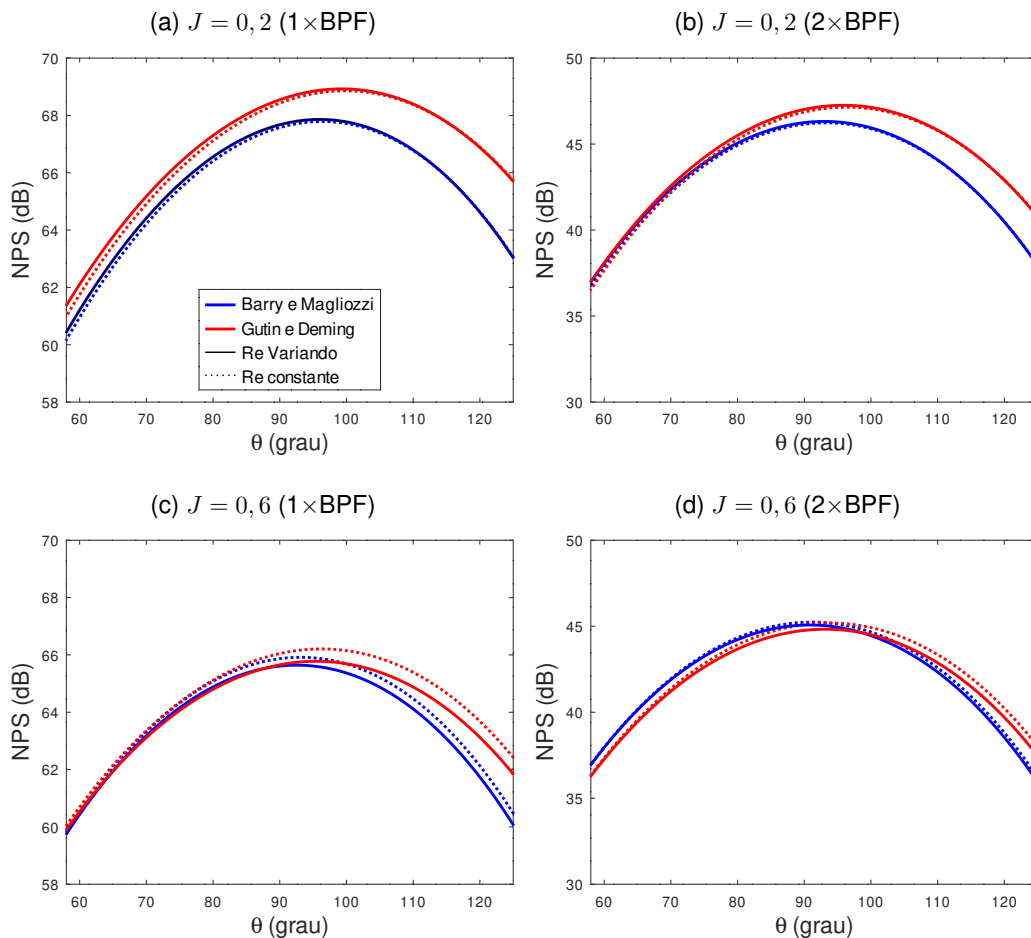 (a) J = 0, 2 (1×BPF)
70
68
66
64
62
60
58
NPS (dB)
Barry e Magliozzi
Gutin e Deming
Re Variando
Re constante
60 70 80 90 100 110 120
θ (grau)
(b) J = 0, 2 (2×BPF)
50
45
40
35
30
NPS (dB)
60 70 80 90 100 110 120
θ (grau)
(c) J = 0, 6 (1×BPF)
70
68
66
64
62
60
58
NPS (dB)
60 70 80 90 100 110 120
θ (grau)
(d) J = 0, 6 (2×BPF)
50
45
40
35
30
NPS (dB)
60 70 80 90 100 110 120
θ (grau)